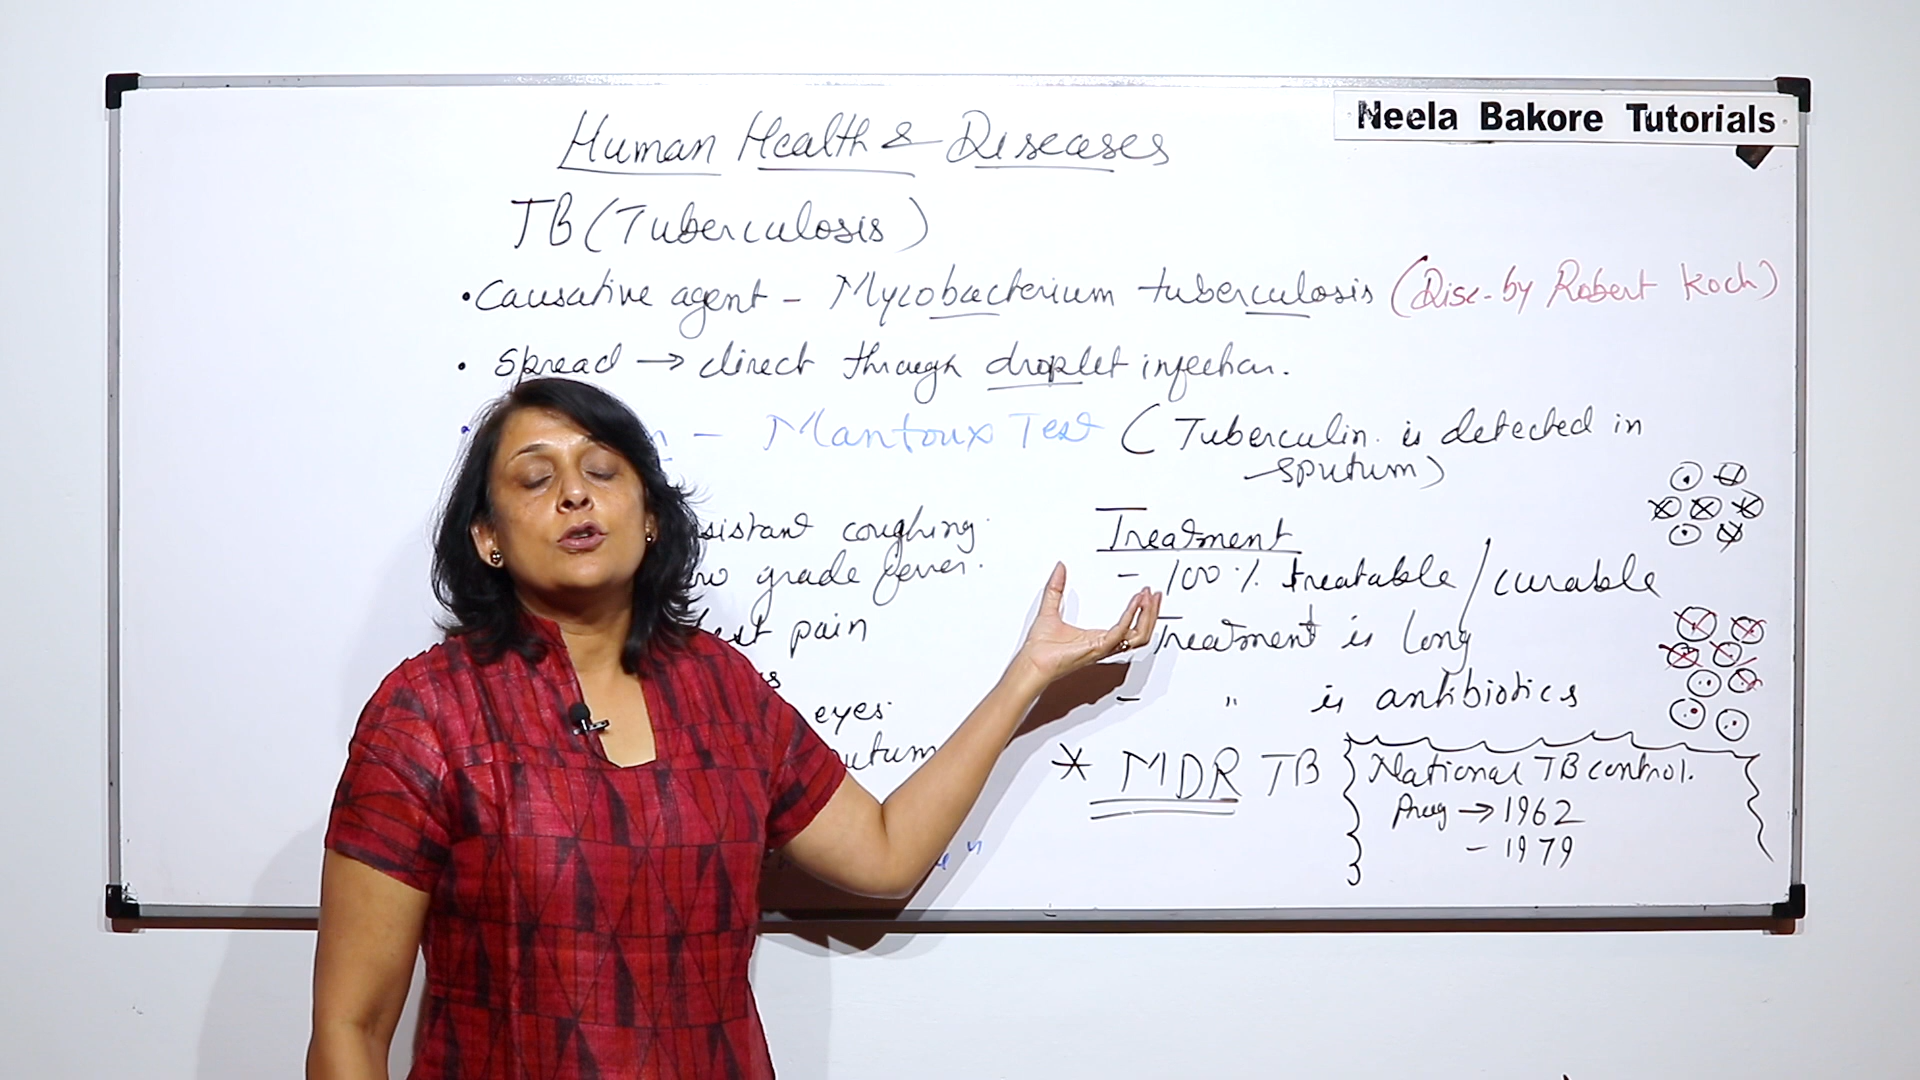 Neela Bakore Tutorials
Human Health & Diseases
TB (Tuberculosis)
• Causative agent - Mycobacterium tuberculosis (Disc. by Robert Koch)
• Spread → direct through droplet infection.
- Mantoux Test (Tuberculin is detected in
sputum)
sistant coughing
grade fever.
pain
eyes
utum
Treatment
- 100% treatable / curable
- Treatment is long
- " is antibiotics
* MDR TB
National TB control.
Prog → 1962
- 1979